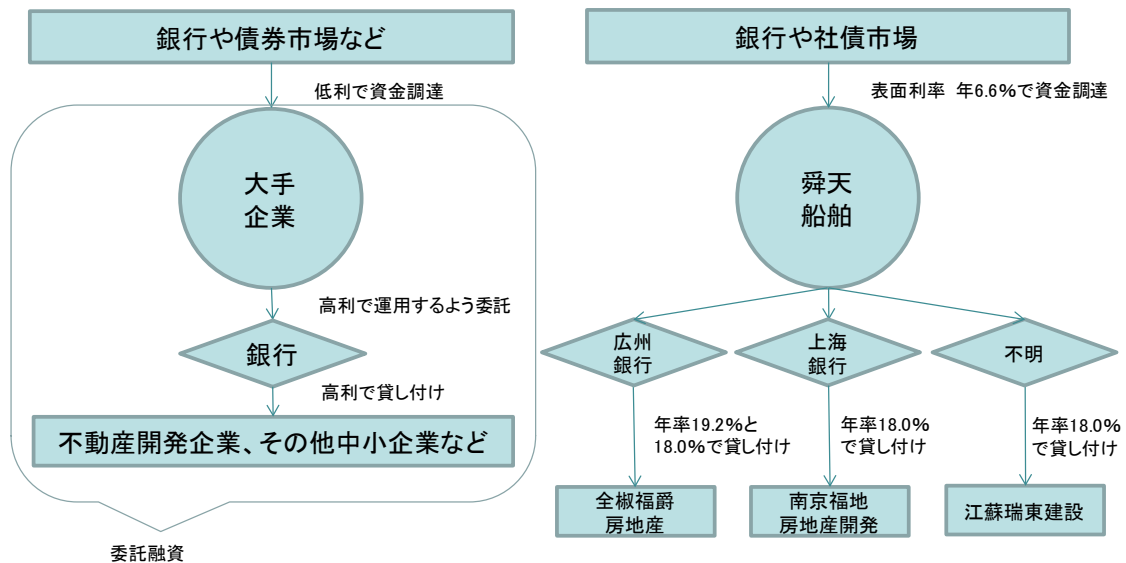 銀行や債券市場など
低利で資金調達
大手
企業
高利で運用するよう委託
銀行
高利で貸し付け
不動産開発企業、その他中小企業など
委託融資
銀行や社債市場
表面利率 年6.6%で資金調達
舜天
船舶
広州
銀行
上海
銀行
不明
年率19.2%と
18.0%で貸し付け
年率18.0%
で貸し付け
年率18.0%
で貸し付け
全椒福爵
房地産
南京福地
房地産開発
江蘇瑞東建設